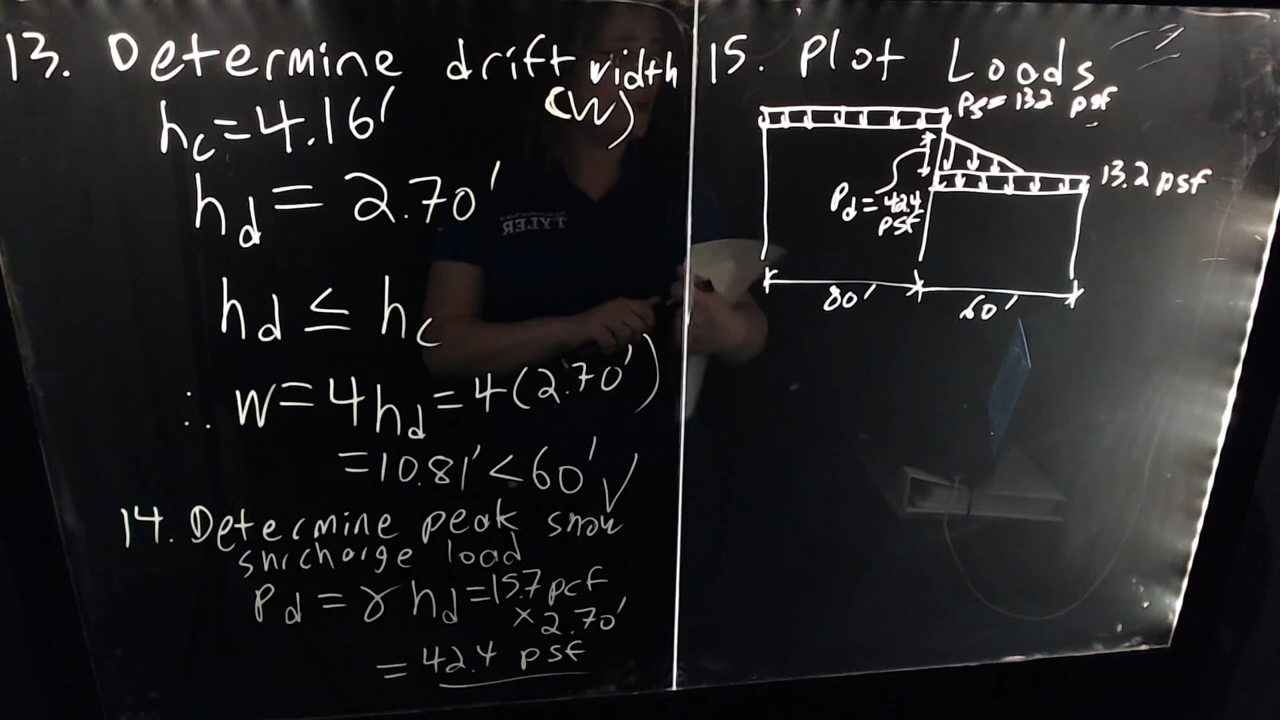 13. Determine drift width
(W)
hc = 4.16'
hd = 2.70'
hd ≤ hc
∴ W = 4hd = 4(2.70')
= 10.81' < 60' ✓
14. Determine peak snow
surcharge load
Pd = γ hd = 15.7 pcf
× 2.70'
= 42.4 psf
15. Plot Loads
Ps = 13.2 psf
13.2 psf
Pd = 42.4
psf
80'
60'
TYLER